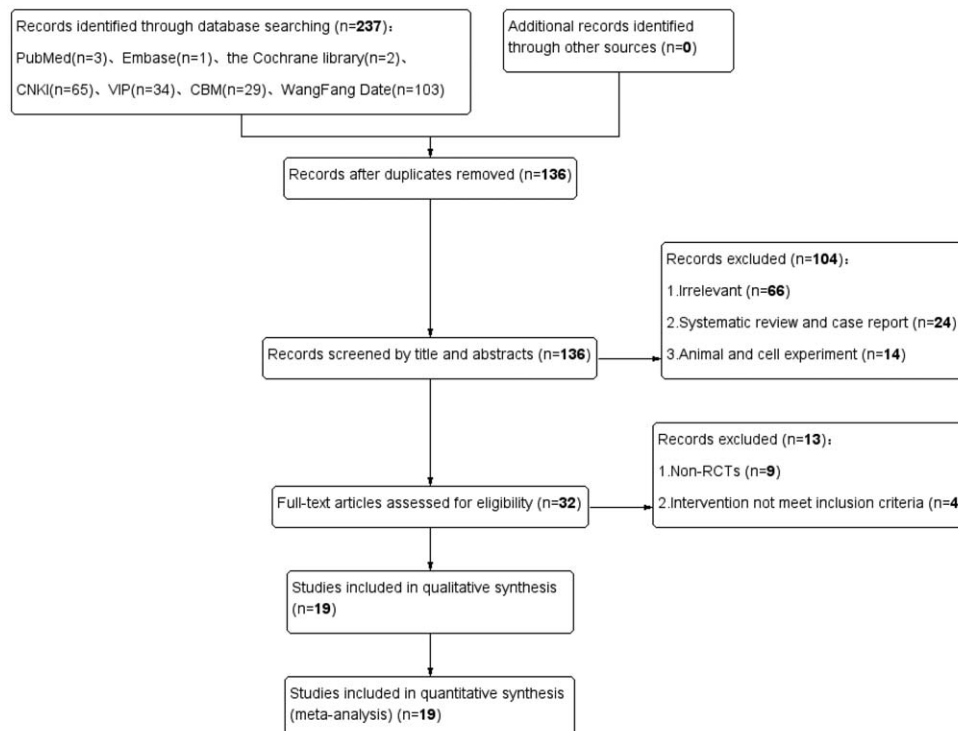 Records identified through database searching (n=237)：
PubMed(n=3)、Embase(n=1)、the Cochrane library(n=2)、
CNKI(n=65)、VIP(n=34)、CBM(n=29)、WangFang Date(n=103)
Additional records identified
through other sources (n=0)
Records after duplicates removed (n=136)
Records excluded (n=104)：
1.Irrelevant (n=66)
2.Systematic review and case report (n=24)
3.Animal and cell experiment (n=14)
Records screened by title and abstracts (n=136)
Records excluded (n=13)：
1.Non-RCTs (n=9)
2.Intervention not meet inclusion criteria (n=4
Full-text articles assessed for eligibility (n=32)
Studies included in qualitative synthesis
(n=19)
Studies included in quantitative synthesis
(meta-analysis) (n=19)